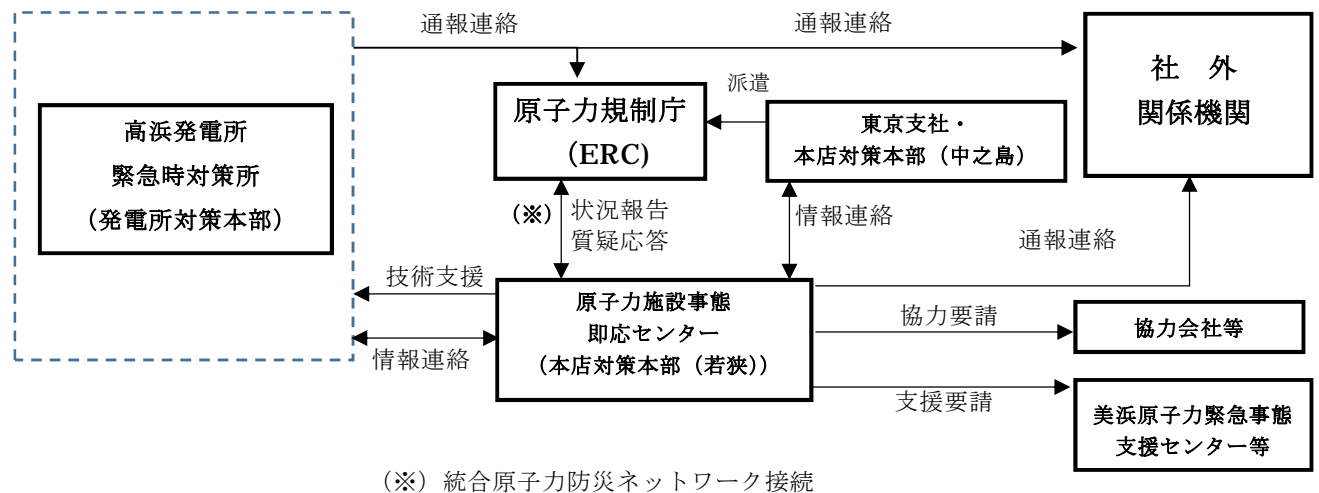 通報連絡
通報連絡
社　外
関係機関
高浜発電所
緊急時対策所
（発電所対策本部）
原子力規制庁
（ERC)
派遣
東京支社・
本店対策本部（中之島）
（※）
状況報告
質疑応答
情報連絡
通報連絡
技術支援
情報連絡
原子力施設事態
即応センター
（本店対策本部（若狭））
協力要請
協力会社等
支援要請
美浜原子力緊急事態
支援センター等
（※）統合原子力防災ネットワーク接続